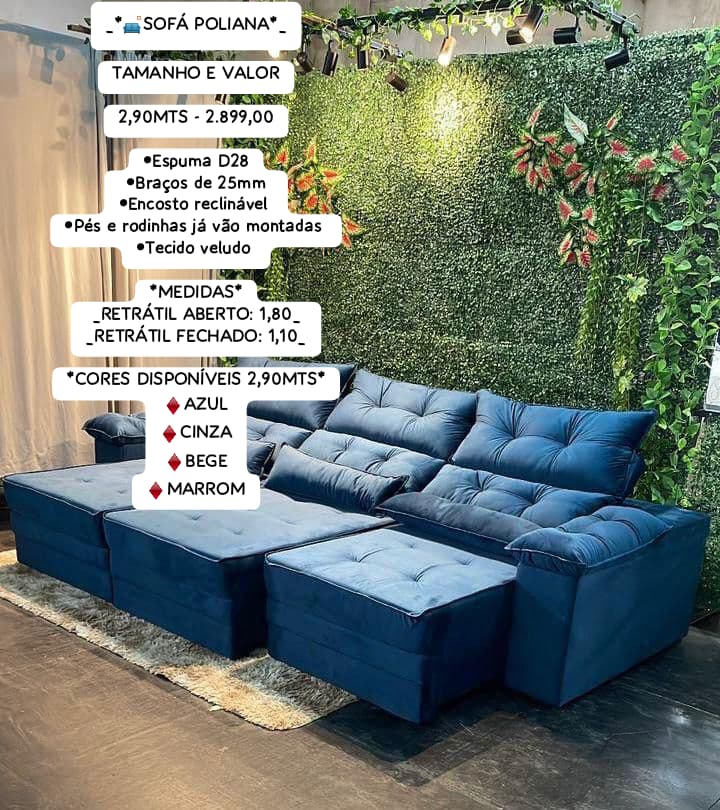 _*🛋️SOFÁ POLIANA*_
TAMANHO E VALOR
2,90MTS - 2.899,00
•Espuma D28
•Braços de 25mm
•Encosto reclinável
•Pés e rodinhas já vão montadas
•Tecido veludo
*MEDIDAS*
_RETRÁTIL ABERTO: 1,80_
_RETRÁTIL FECHADO: 1,10_
*CORES DISPONÍVEIS 2,90MTS*
♦️AZUL
♦️CINZA
♦️BEGE
♦️MARROM